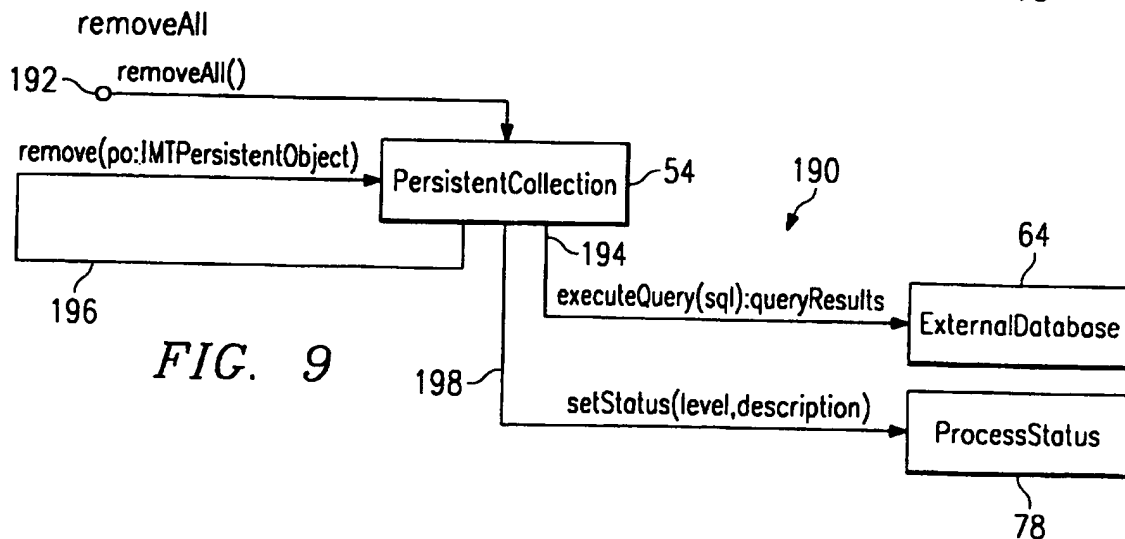 removeAll
192
removeAll()
remove(po:IMTPersistentObject)
PersistentCollection
54
190
194
64
196
executeQuery(sql):queryResults
ExternalDatabase
FIG. 9
198
setStatus(level,description)
ProcessStatus
78